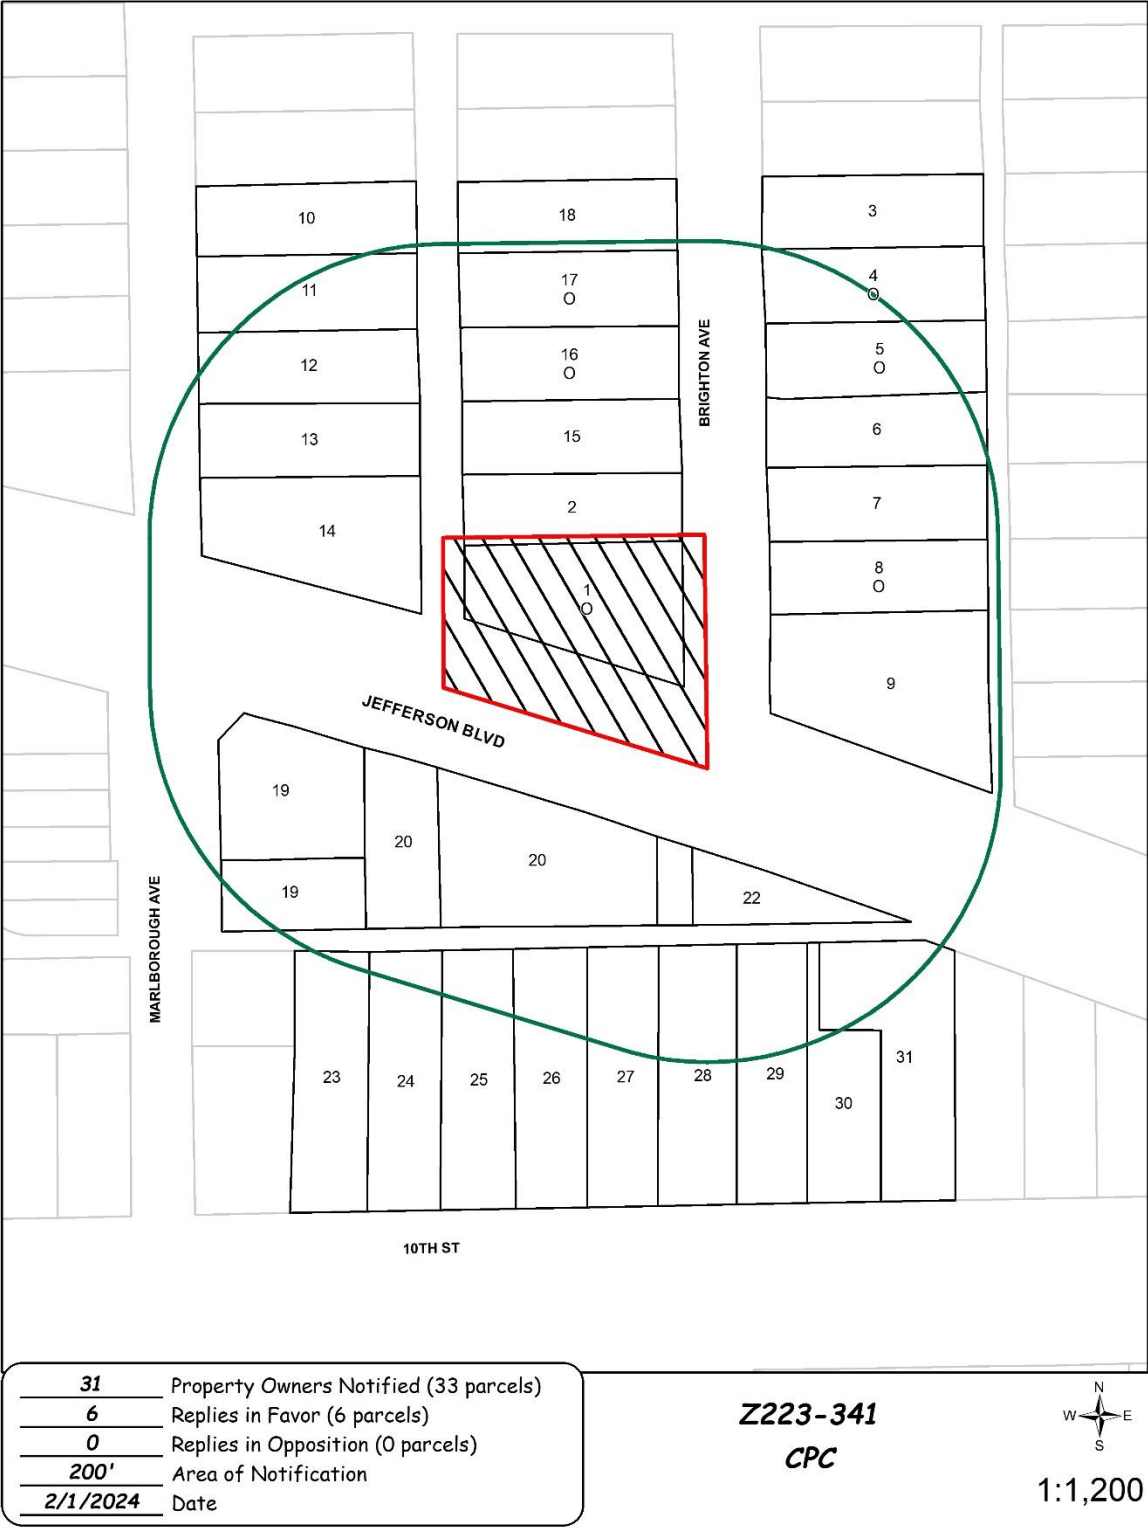 10
18
3
4
O
11
17
O
BRIGHTON AVE
16
O
5
O
12
15
6
13
2
7
14
8
O
1
O
9
JEFFERSON BLVD
19
20
20
19
22
MARLBOROUGH AVE
23
24
25
26
27
28
29
30
31
10TH ST
31 Property Owners Notified (33 parcels)
6 Replies in Favor (6 parcels)
0 Replies in Opposition (0 parcels)
200' Area of Notification
2/1/2024 Date
Z223-341
CPC
N
W E
S
1:1,200